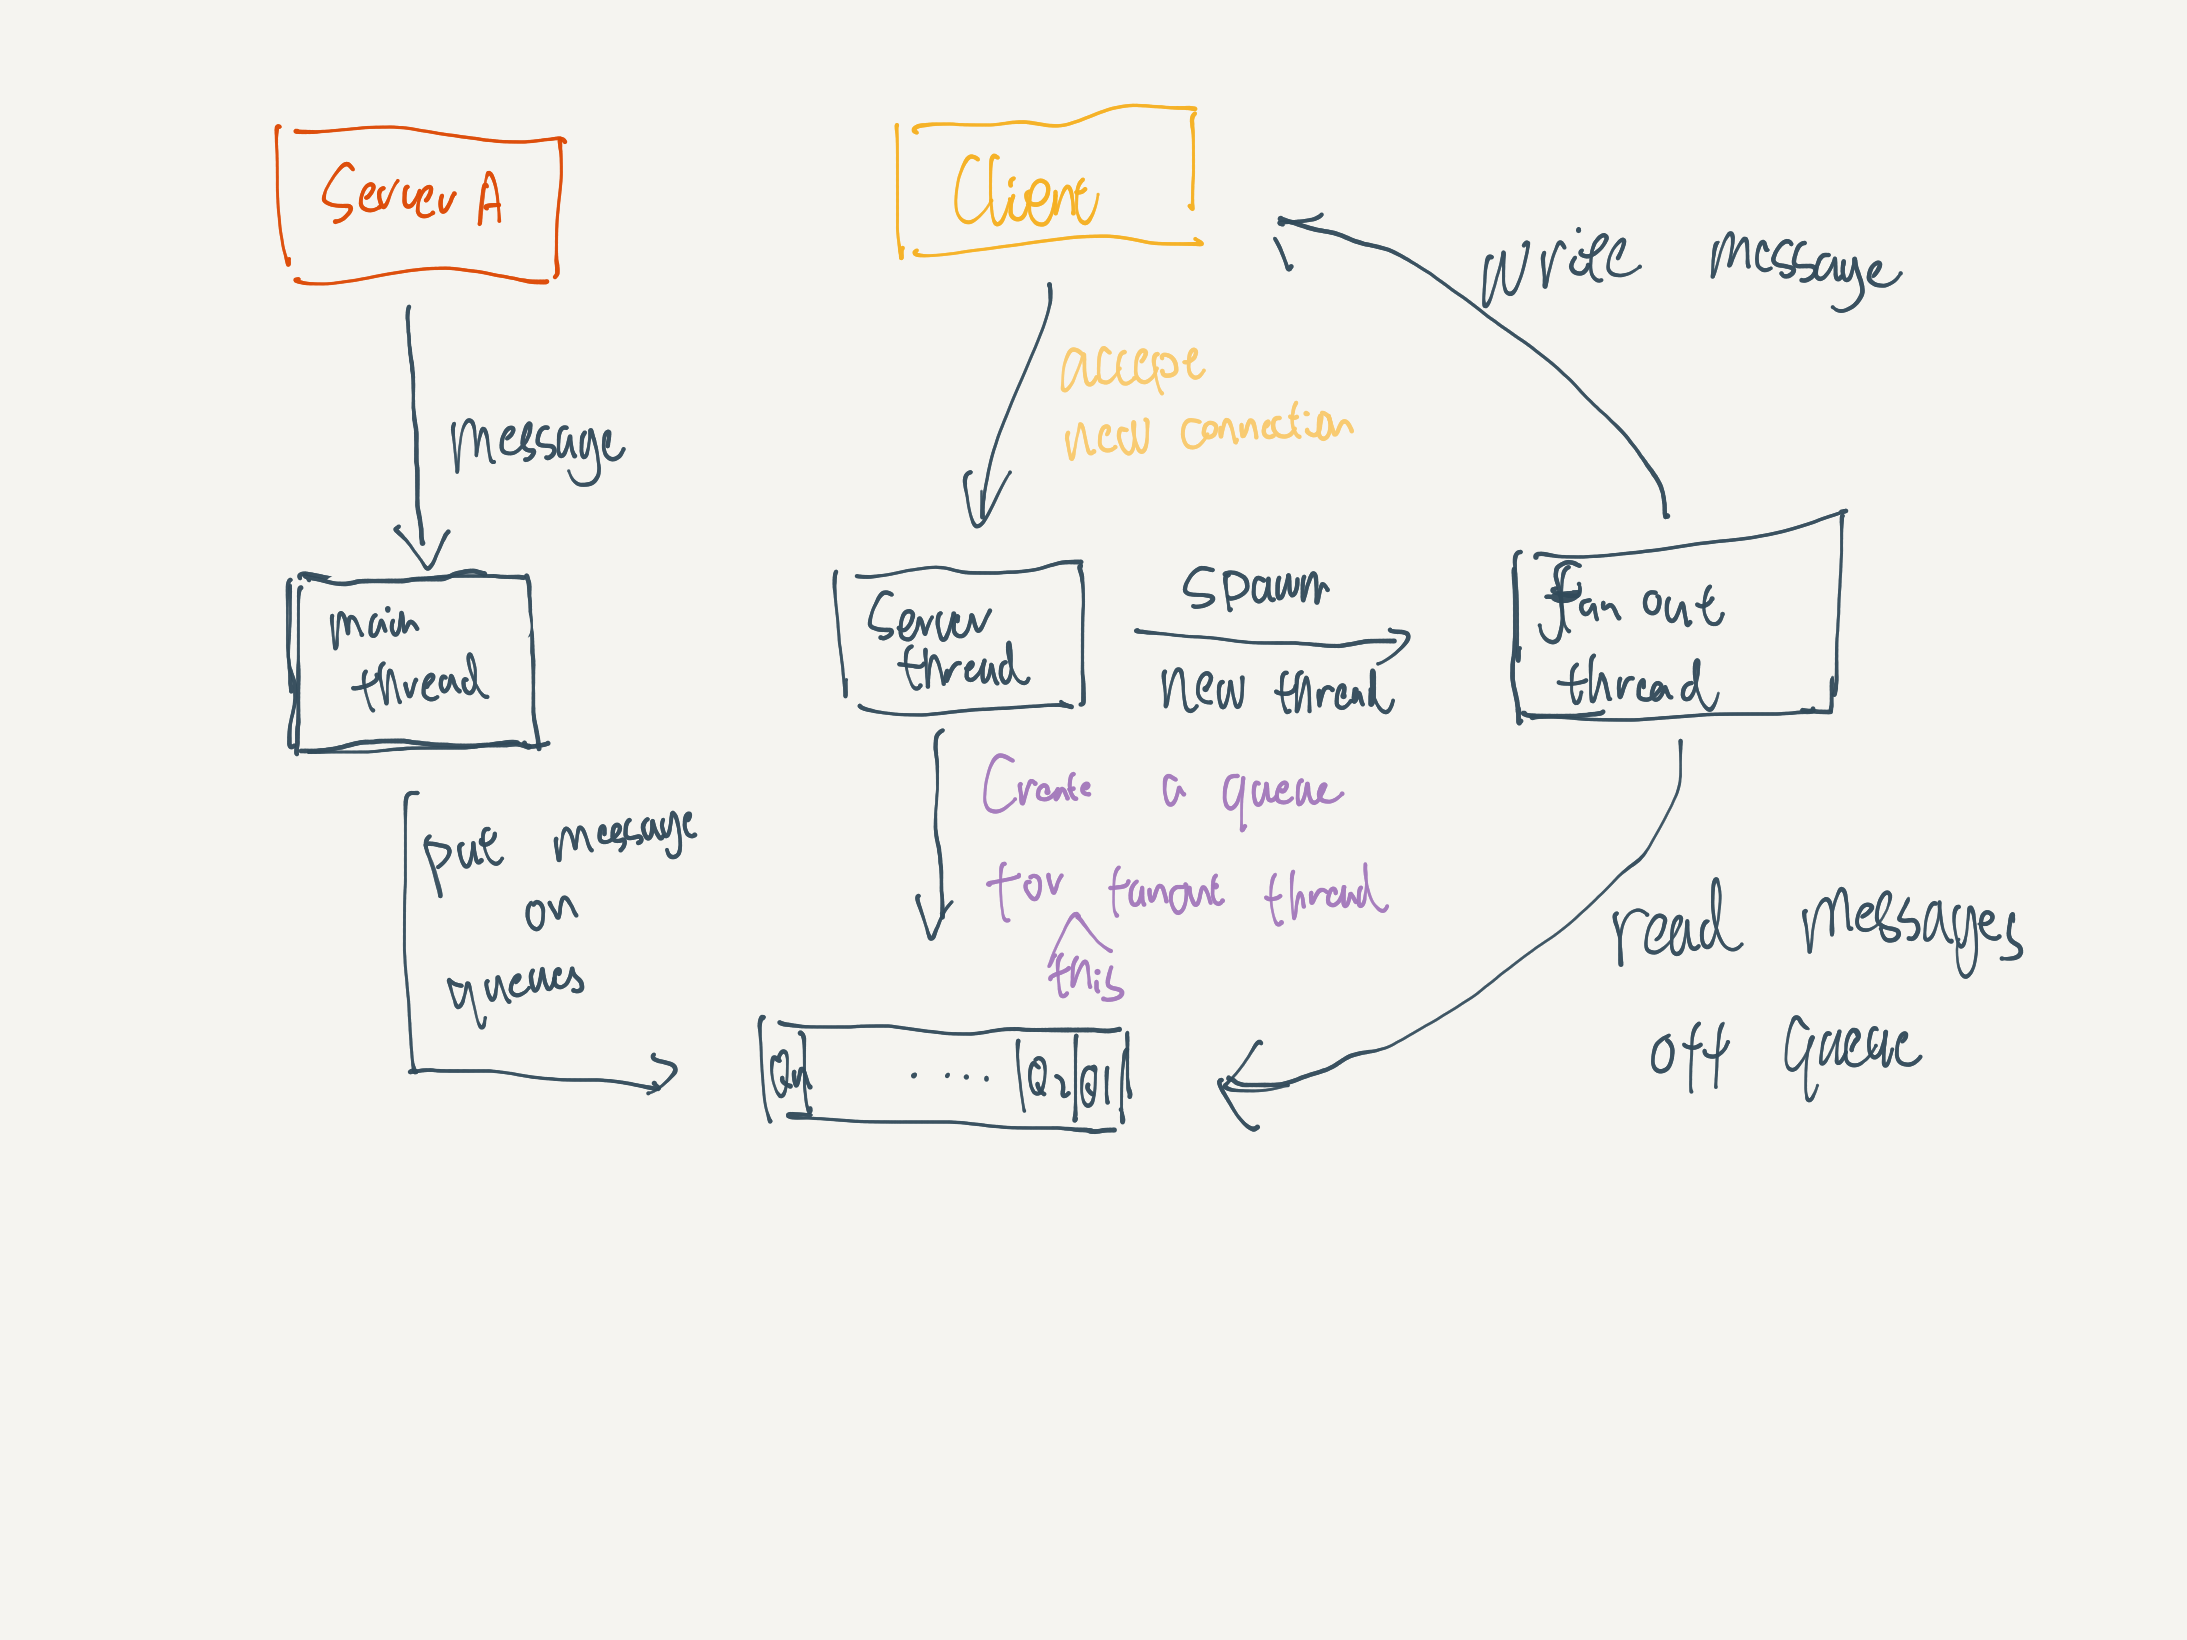 Server A
Client
write message
accept
new connection
message
main
thread
server
thread
spawn
new thread
fan out
thread
Create a queue
for fanout thread
this
put message
on
queues
read messages
off queue
Qn .... Q2 Q1